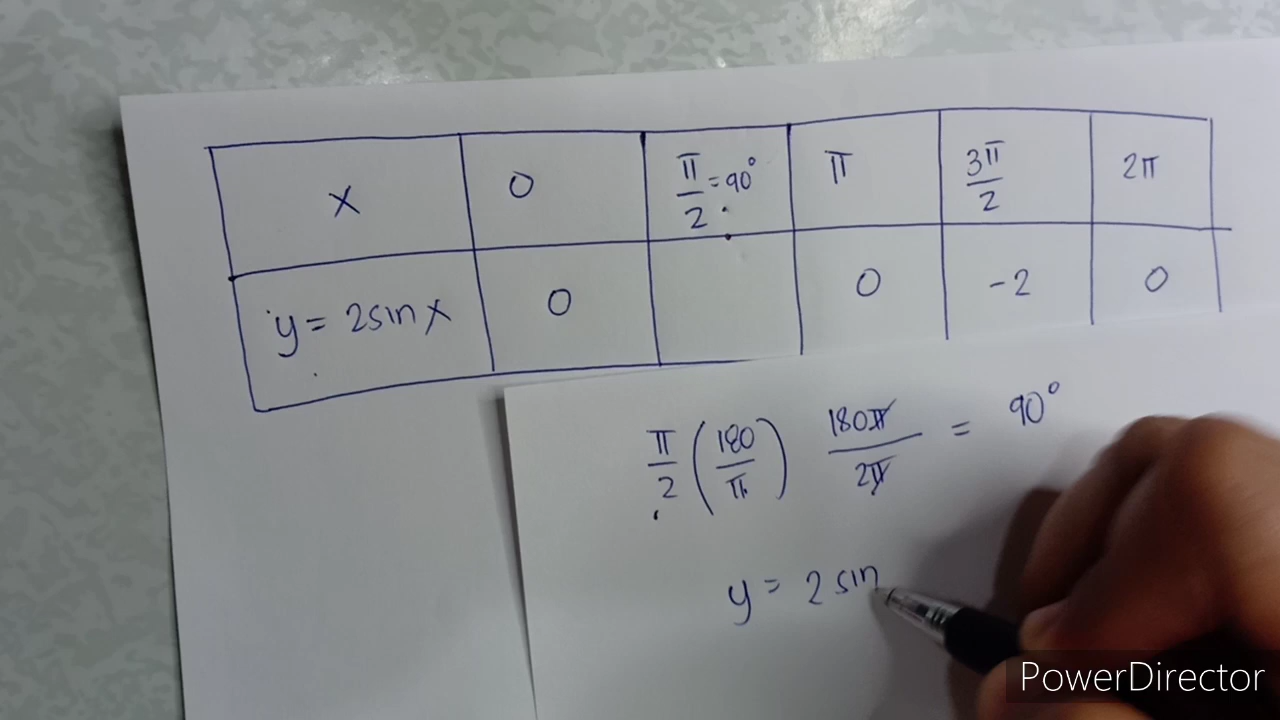 x 0 π/2 = 90° π 3π/2 2π
y = 2sin x 0 0 -2 0
π/2 (180/π) 180π/2π = 90°
y = 2 sin
PowerDirector